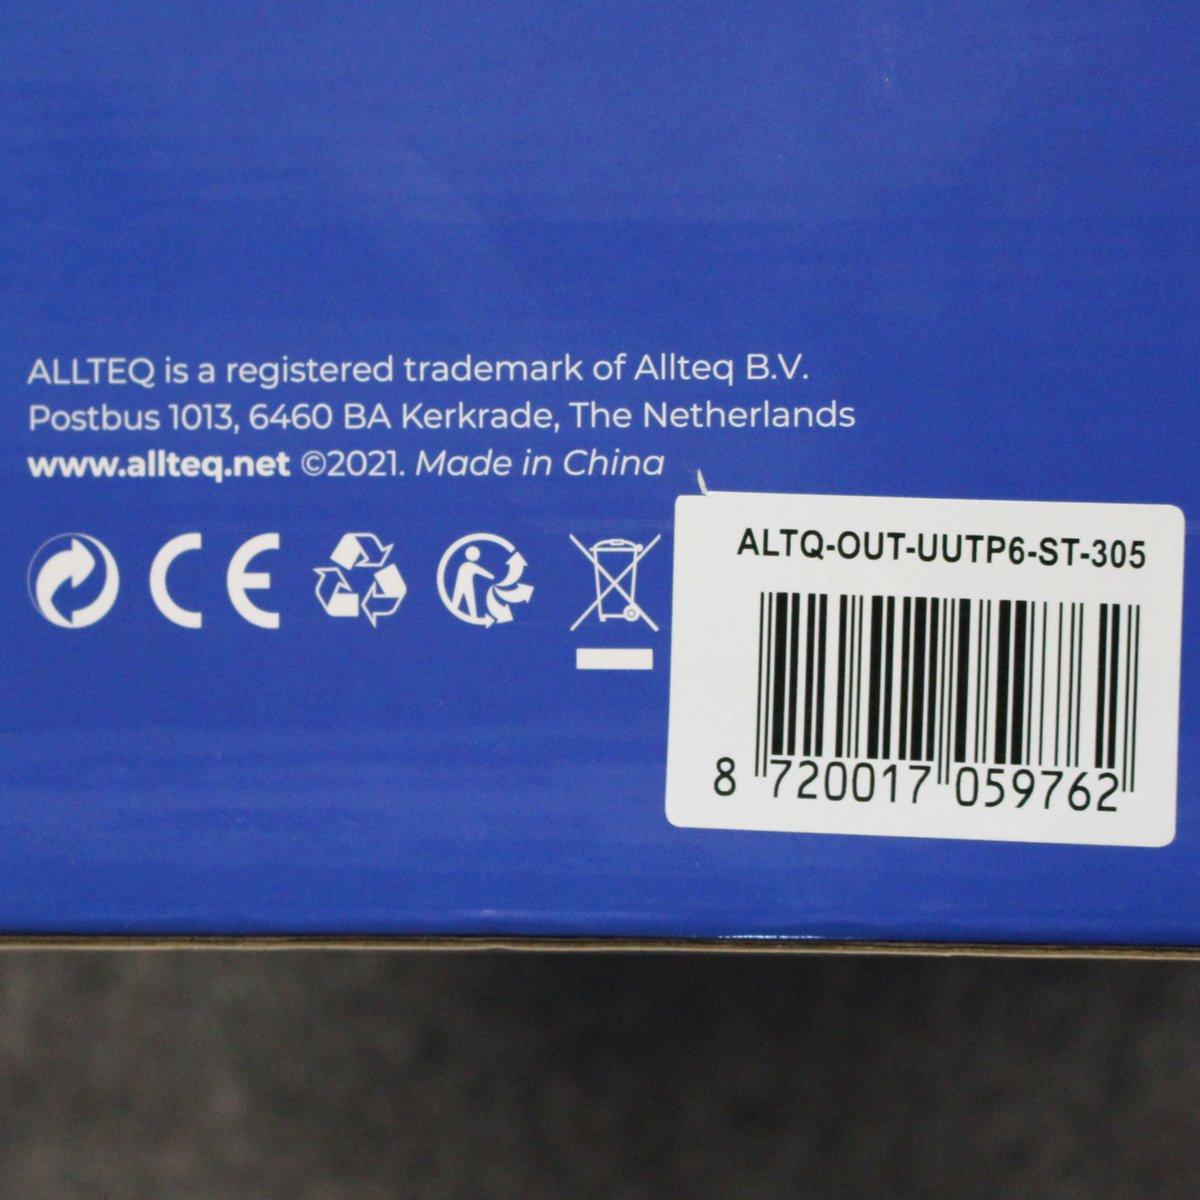 ALLTEQ is a registered trademark of Allteq B.V.
Postbus 1013, 6460 BA Kerkrade, The Netherlands
www.allteq.net ©2021. Made in China
CE
ALTQ-OUT-UUTP6-ST-305
8 720017 059762